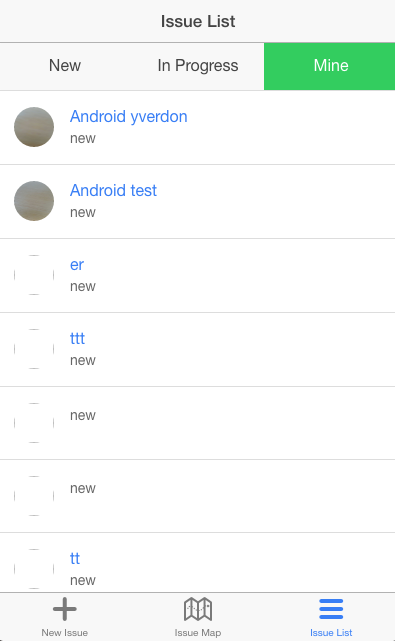 Issue List
New In Progress Mine
Android yverdon
new
Android test
new
er
new
ttt
new
new
new
tt
new
New Issue Issue Map Issue List